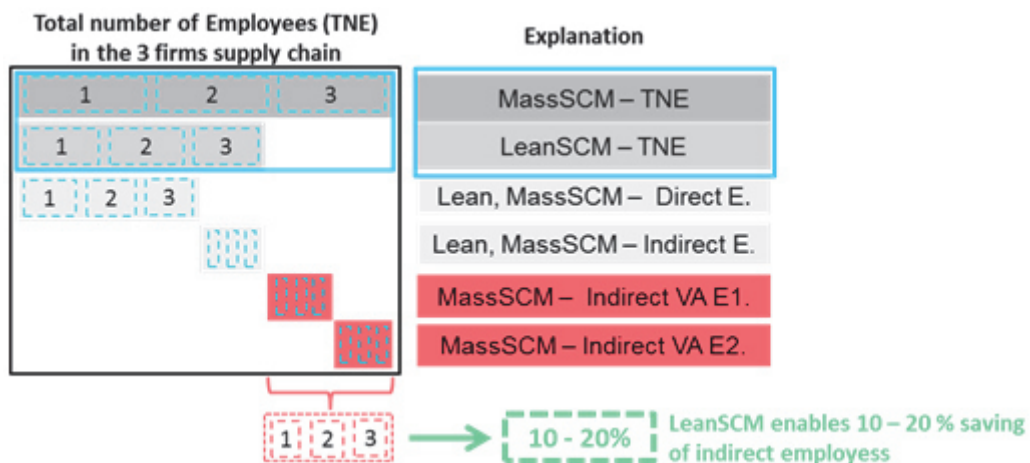 Total number of Employees (TNE)
in the 3 firms supply chain
Explanation
1 2 3
MassSCM – TNE
1 2 3
LeanSCM – TNE
1 2 3
Lean, MassSCM – Direct E.
Lean, MassSCM – Indirect E.
MassSCM – Indirect VA E1.
MassSCM – Indirect VA E2.
1 2 3
10 - 20%
LeanSCM enables 10 – 20 % saving
of indirect employess